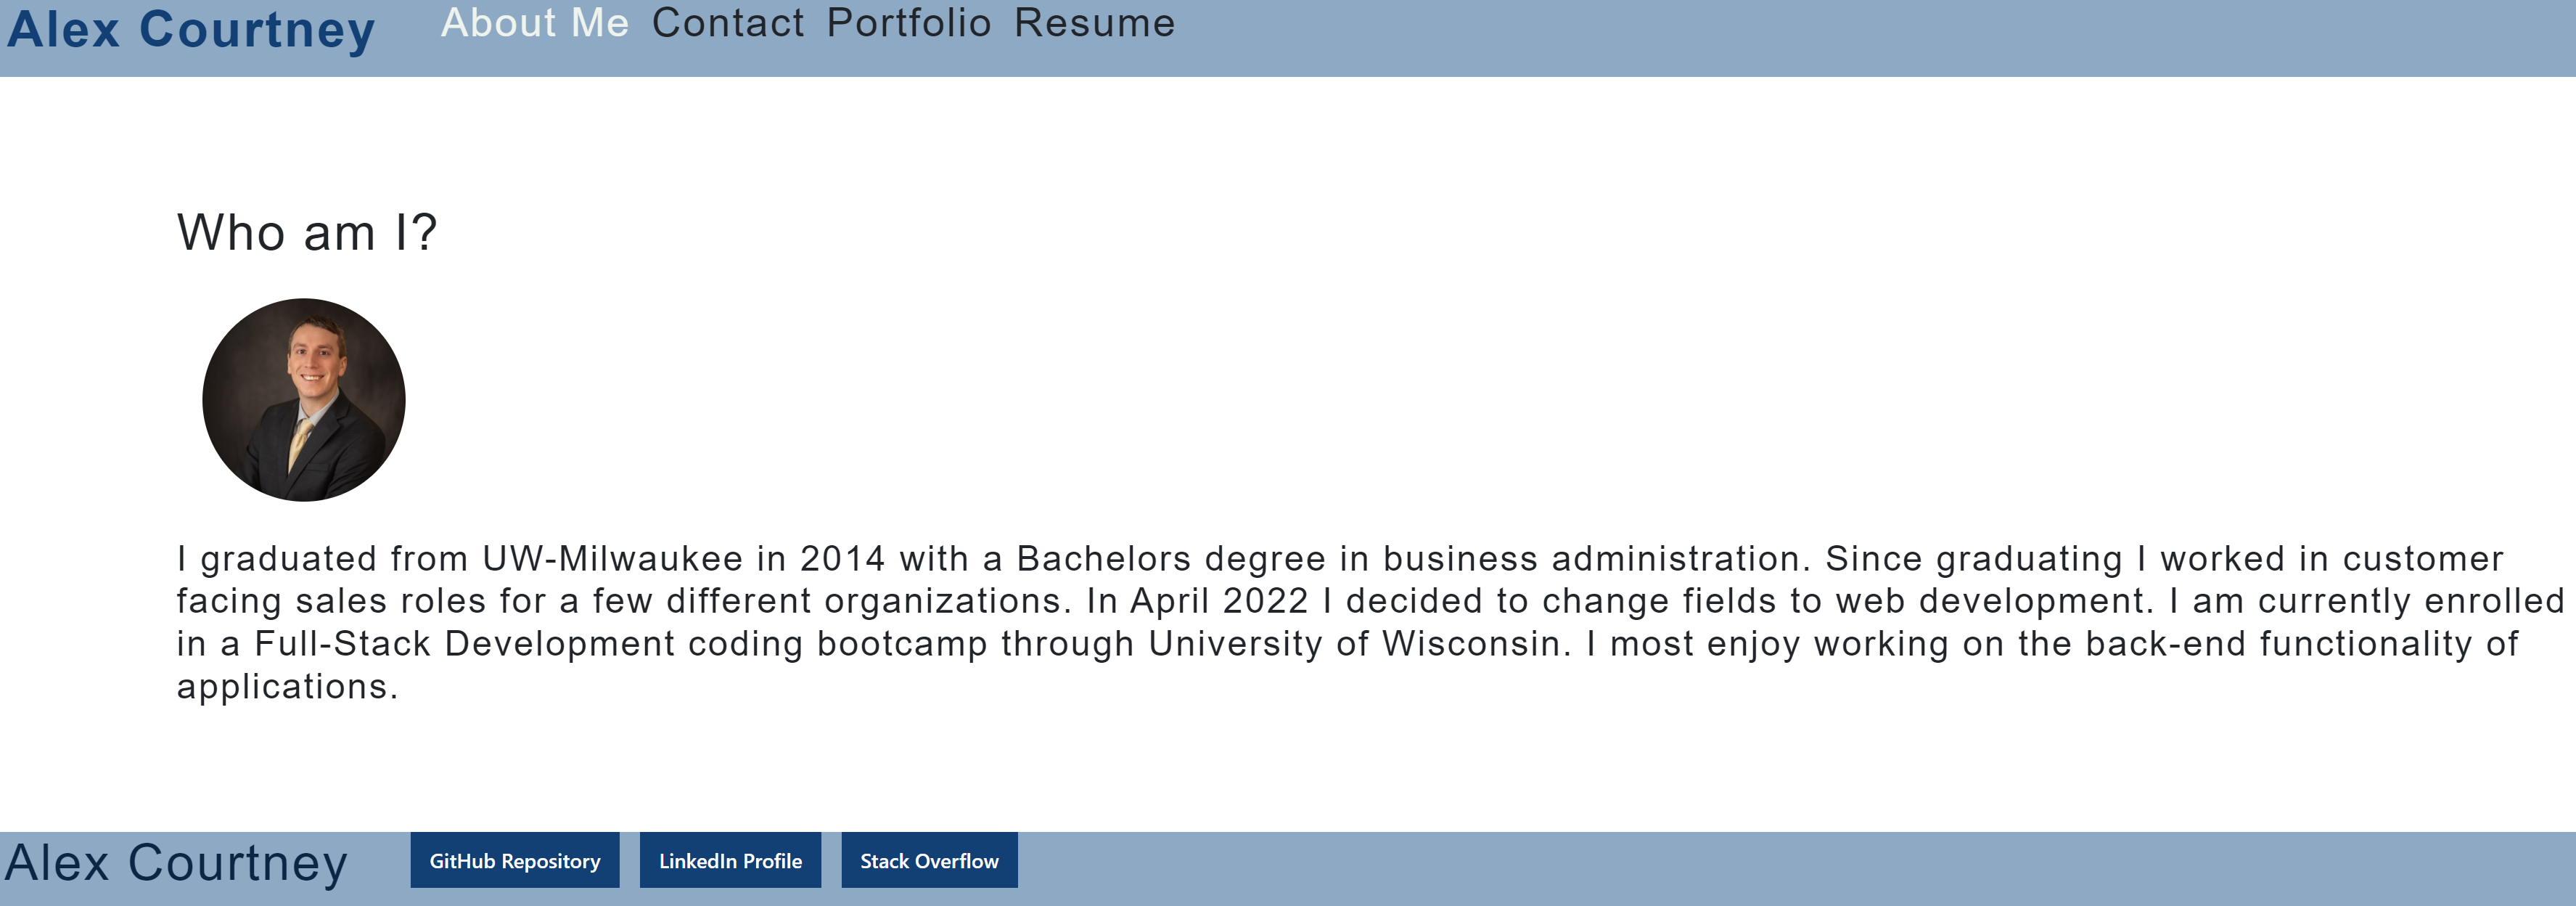 Alex Courtney About Me Contact Portfolio Resume
Who am I?
I graduated from UW-Milwaukee in 2014 with a Bachelors degree in business administration. Since graduating I worked in customer
facing sales roles for a few different organizations. In April 2022 I decided to change fields to web development. I am currently enrolled
in a Full-Stack Development coding bootcamp through University of Wisconsin. I most enjoy working on the back-end functionality of
applications.
Alex Courtney GitHub Repository LinkedIn Profile Stack Overflow